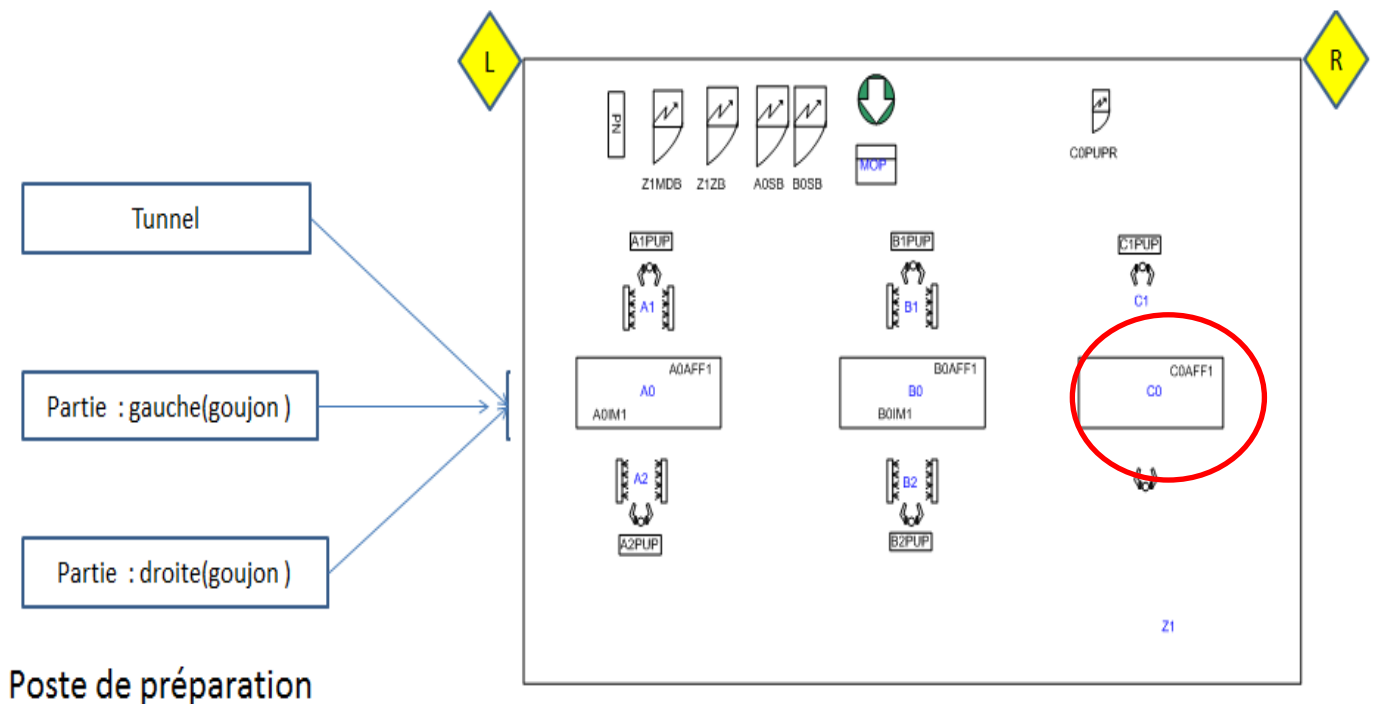 L
R
PN
Z1MDB
Z1ZB
A0SB
B0SB
MOP
C0PUPR
Tunnel
A1PUP
B1PUP
C1PUP
A1
B1
C1
Partie : gauche(goujon )
A0AFF1
A0
A0IM1
B0AFF1
B0
B0IM1
C0AFF1
C0
A2
B2
A2PUP
B2PUP
Partie : droite(goujon )
Z1
Poste de préparation